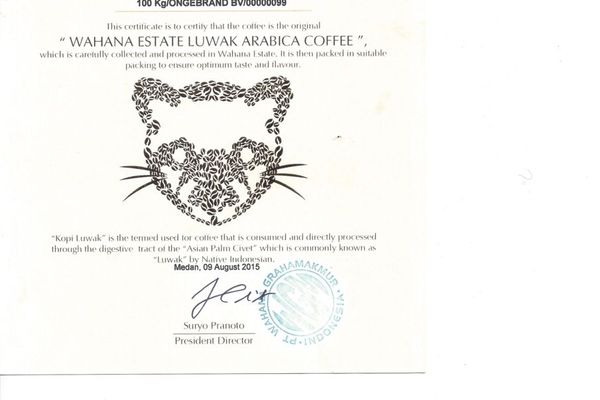 100 Kg/ONGEBRAND BV/00000099
This certificate is to certify that the coffee is the original
“ WAHANA ESTATE LUWAK ARABICA COFFEE ”,
which is carefully collected and processed in Wahana Estate. It is then packed in suitable
packing to ensure optimum taste and flavour.
“Kopi Luwak” is the termed used for coffee that is consumed and directly processed
through the digestive tract of the “Asian Palm Civet” which is commonly known as
“Luwak” by Native Indonesian.
Medan, 09 August 2015
PT WAHANA GRAHAMAKMUR
INDONESIA
Suryo Pranoto
President Director